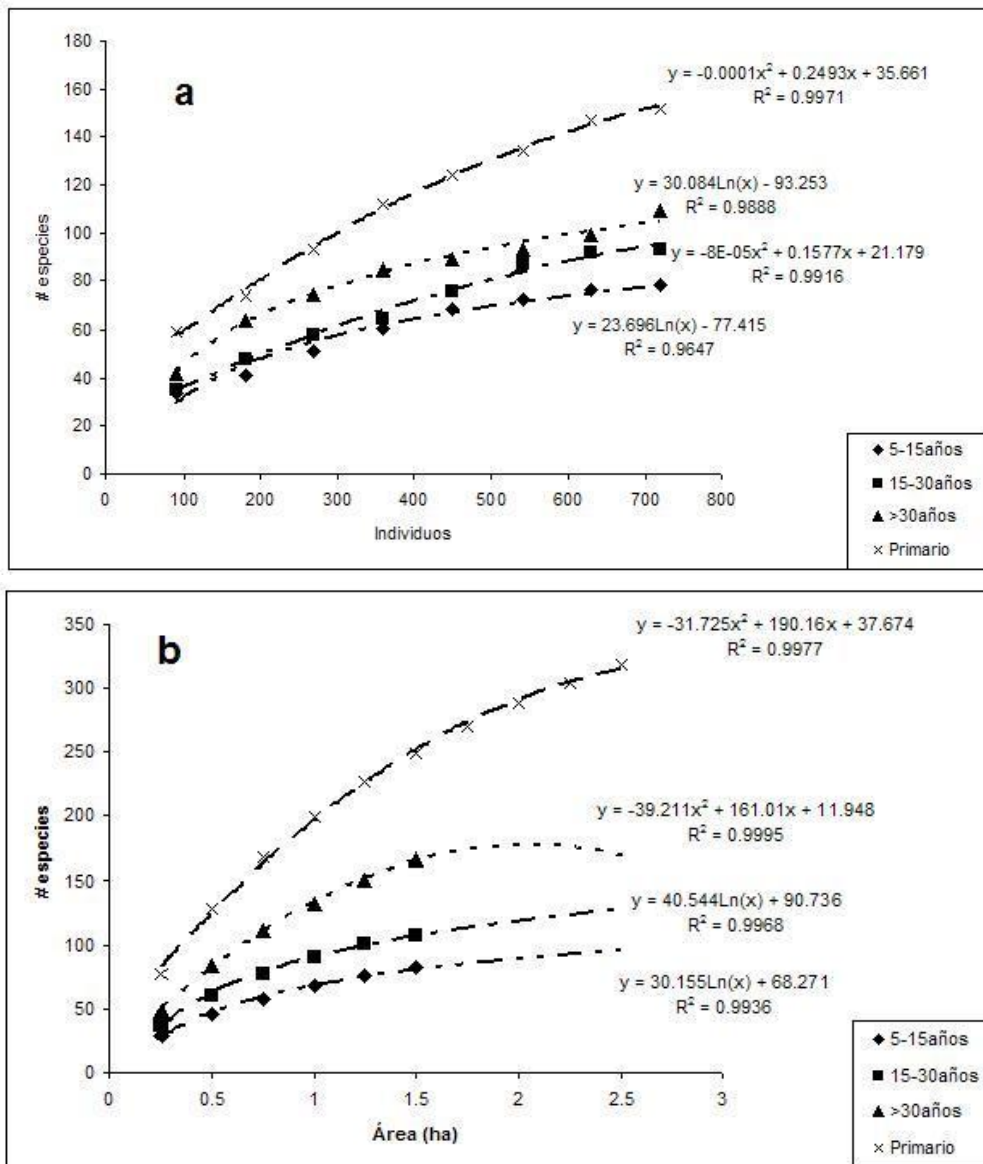 a
180
160
140
120
100
80
60
40
20
0
# especies
y = -0.0001x² + 0.2493x + 35.661
R² = 0.9971
y = 30.084Ln(x) - 93.253
R² = 0.9888
y = -8E-05x² + 0.1577x + 21.179
R² = 0.9916
y = 23.696Ln(x) - 77.415
R² = 0.9647
0 100 200 300 400 500 600 700 800
Individuos
5-15años
15-30años
>30años
Primario
b
350
300
250
200
150
100
50
0
# especies
y = -31.725x² + 190.16x + 37.674
R² = 0.9977
y = -39.211x² + 161.01x + 11.948
R² = 0.9995
y = 40.544Ln(x) + 90.736
R² = 0.9968
y = 30.155Ln(x) + 68.271
R² = 0.9936
0 0.5 1 1.5 2 2.5 3
Área (ha)
5-15años
15-30años
>30años
Primario